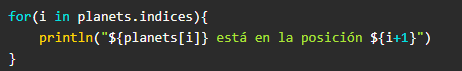 for(i in planets.indices){
    println("${planets[i]} está en la posición ${i+1}")
}